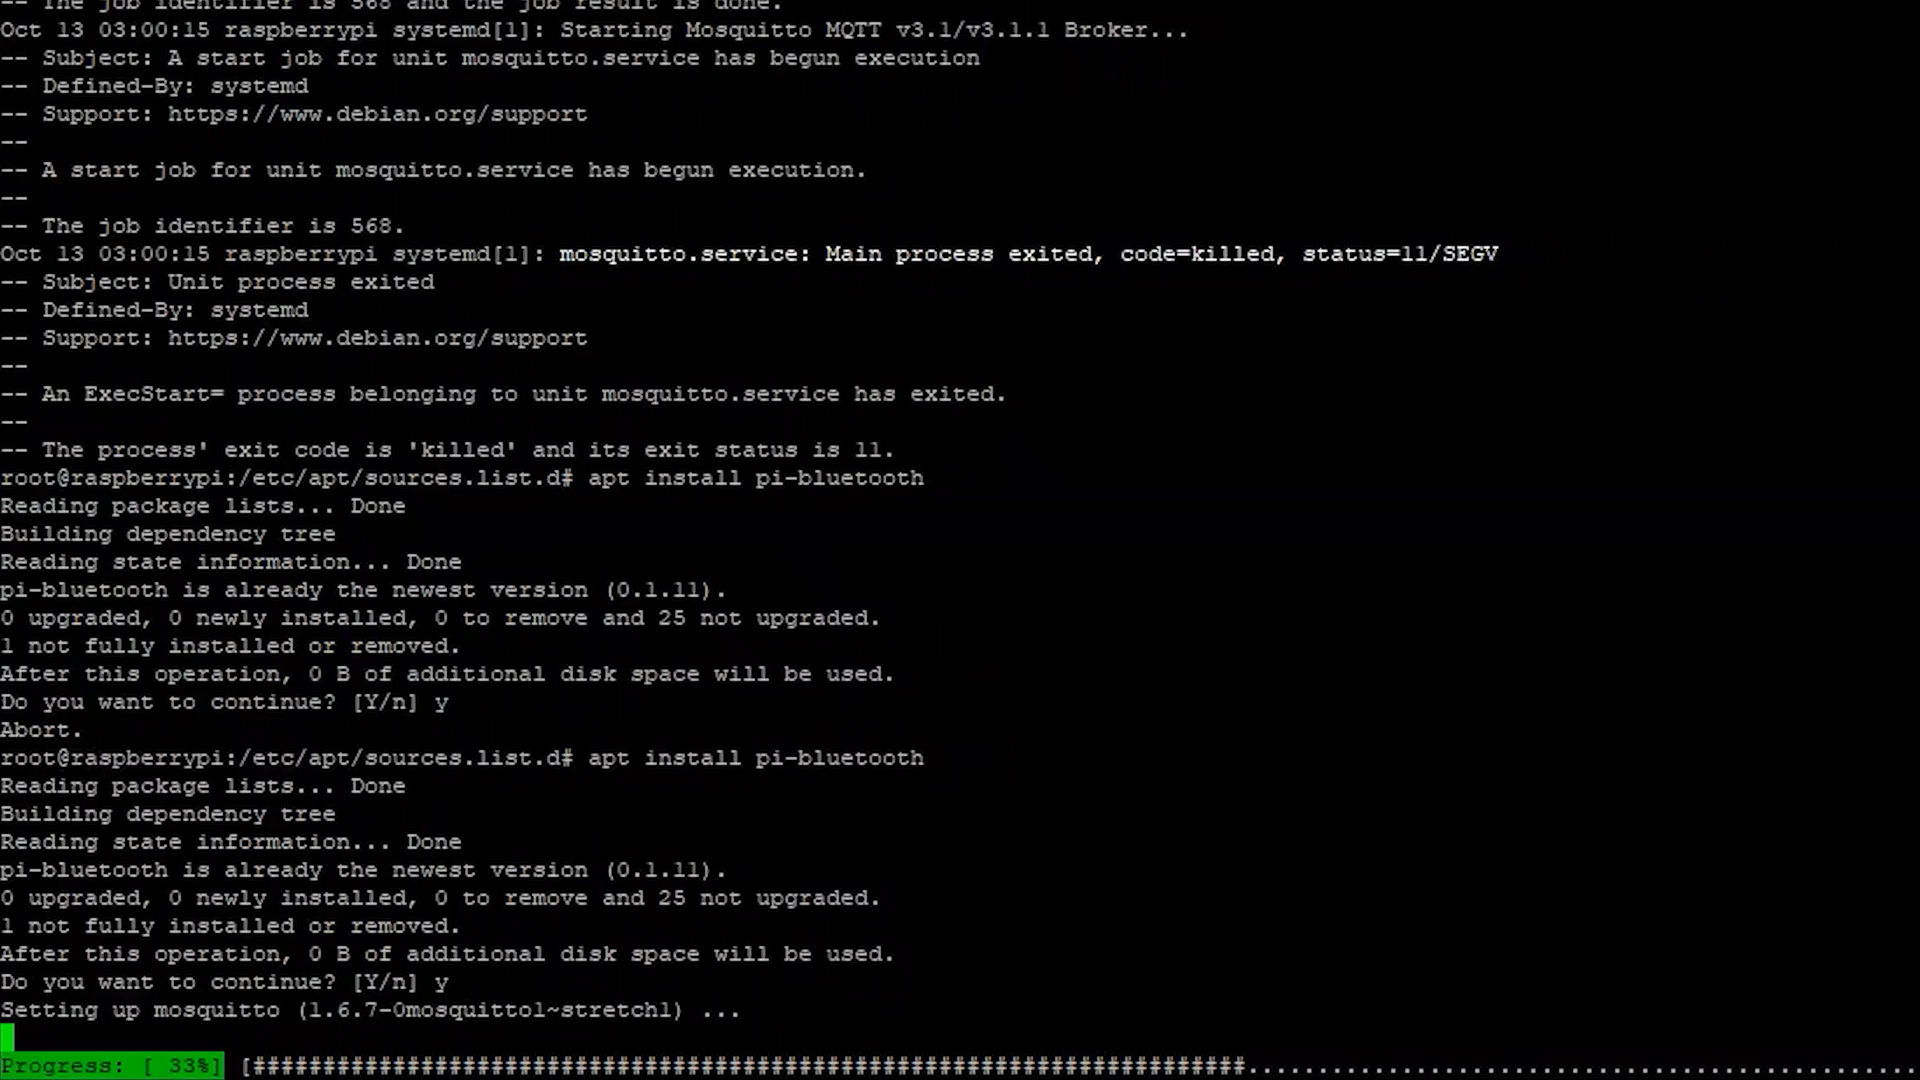 -- The job identifier is 568 and the job result is done.
Oct 13 03:00:15 raspberrypi systemd[1]: Starting Mosquitto MQTT v3.1/v3.1.1 Broker...
-- Subject: A start job for unit mosquitto.service has begun execution
-- Defined-By: systemd
-- Support: https://www.debian.org/support
--
-- A start job for unit mosquitto.service has begun execution.
--
-- The job identifier is 568.
Oct 13 03:00:15 raspberrypi systemd[1]: mosquitto.service: Main process exited, code=killed, status=11/SEGV
-- Subject: Unit process exited
-- Defined-By: systemd
-- Support: https://www.debian.org/support
--
-- An ExecStart= process belonging to unit mosquitto.service has exited.
--
-- The process' exit code is 'killed' and its exit status is 11.
root@raspberrypi:/etc/apt/sources.list.d# apt install pi-bluetooth
Reading package lists... Done
Building dependency tree
Reading state information... Done
pi-bluetooth is already the newest version (0.1.11).
0 upgraded, 0 newly installed, 0 to remove and 25 not upgraded.
1 not fully installed or removed.
After this operation, 0 B of additional disk space will be used.
Do you want to continue? [Y/n] y
Abort.
root@raspberrypi:/etc/apt/sources.list.d# apt install pi-bluetooth
Reading package lists... Done
Building dependency tree
Reading state information... Done
pi-bluetooth is already the newest version (0.1.11).
0 upgraded, 0 newly installed, 0 to remove and 25 not upgraded.
1 not fully installed or removed.
After this operation, 0 B of additional disk space will be used.
Do you want to continue? [Y/n] y
Setting up mosquitto (1.6.7-0mosquitto1~stretch1) ...
Progress: [ 33%] [#######################################################################................................................